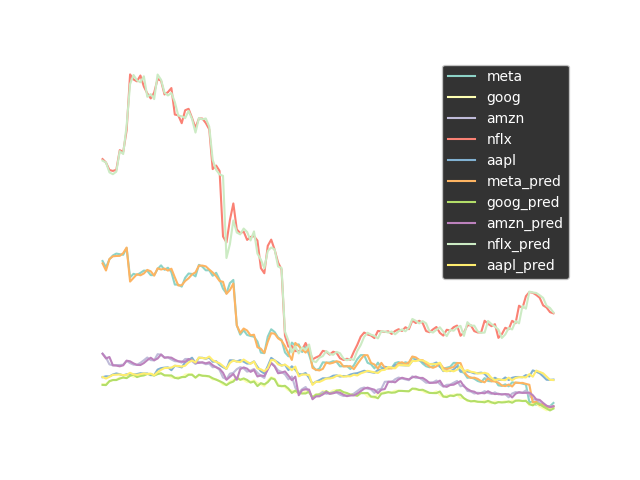 meta
goog
amzn
nflx
aapl
meta_pred
goog_pred
amzn_pred
nflx_pred
aapl_pred